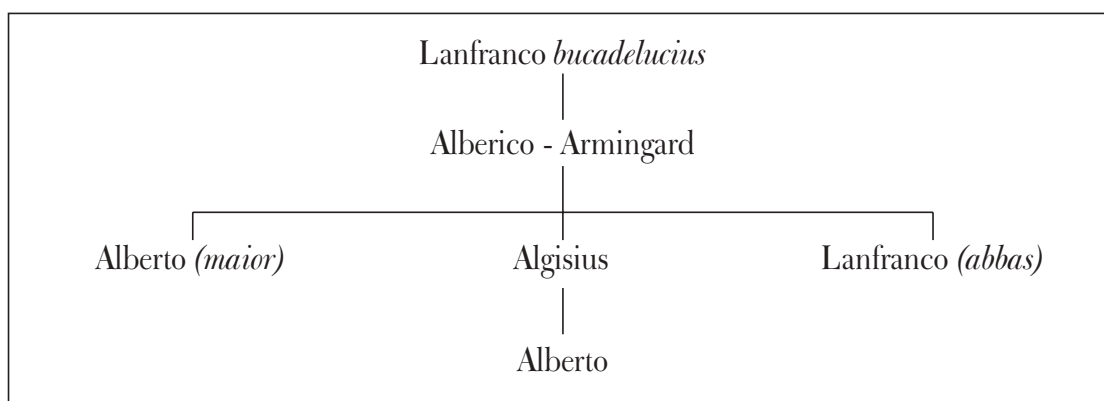 Lanfranco bucadelucius
Alberico - Armingard
Alberto (maior) Algisius Lanfranco (abbas)
Alberto